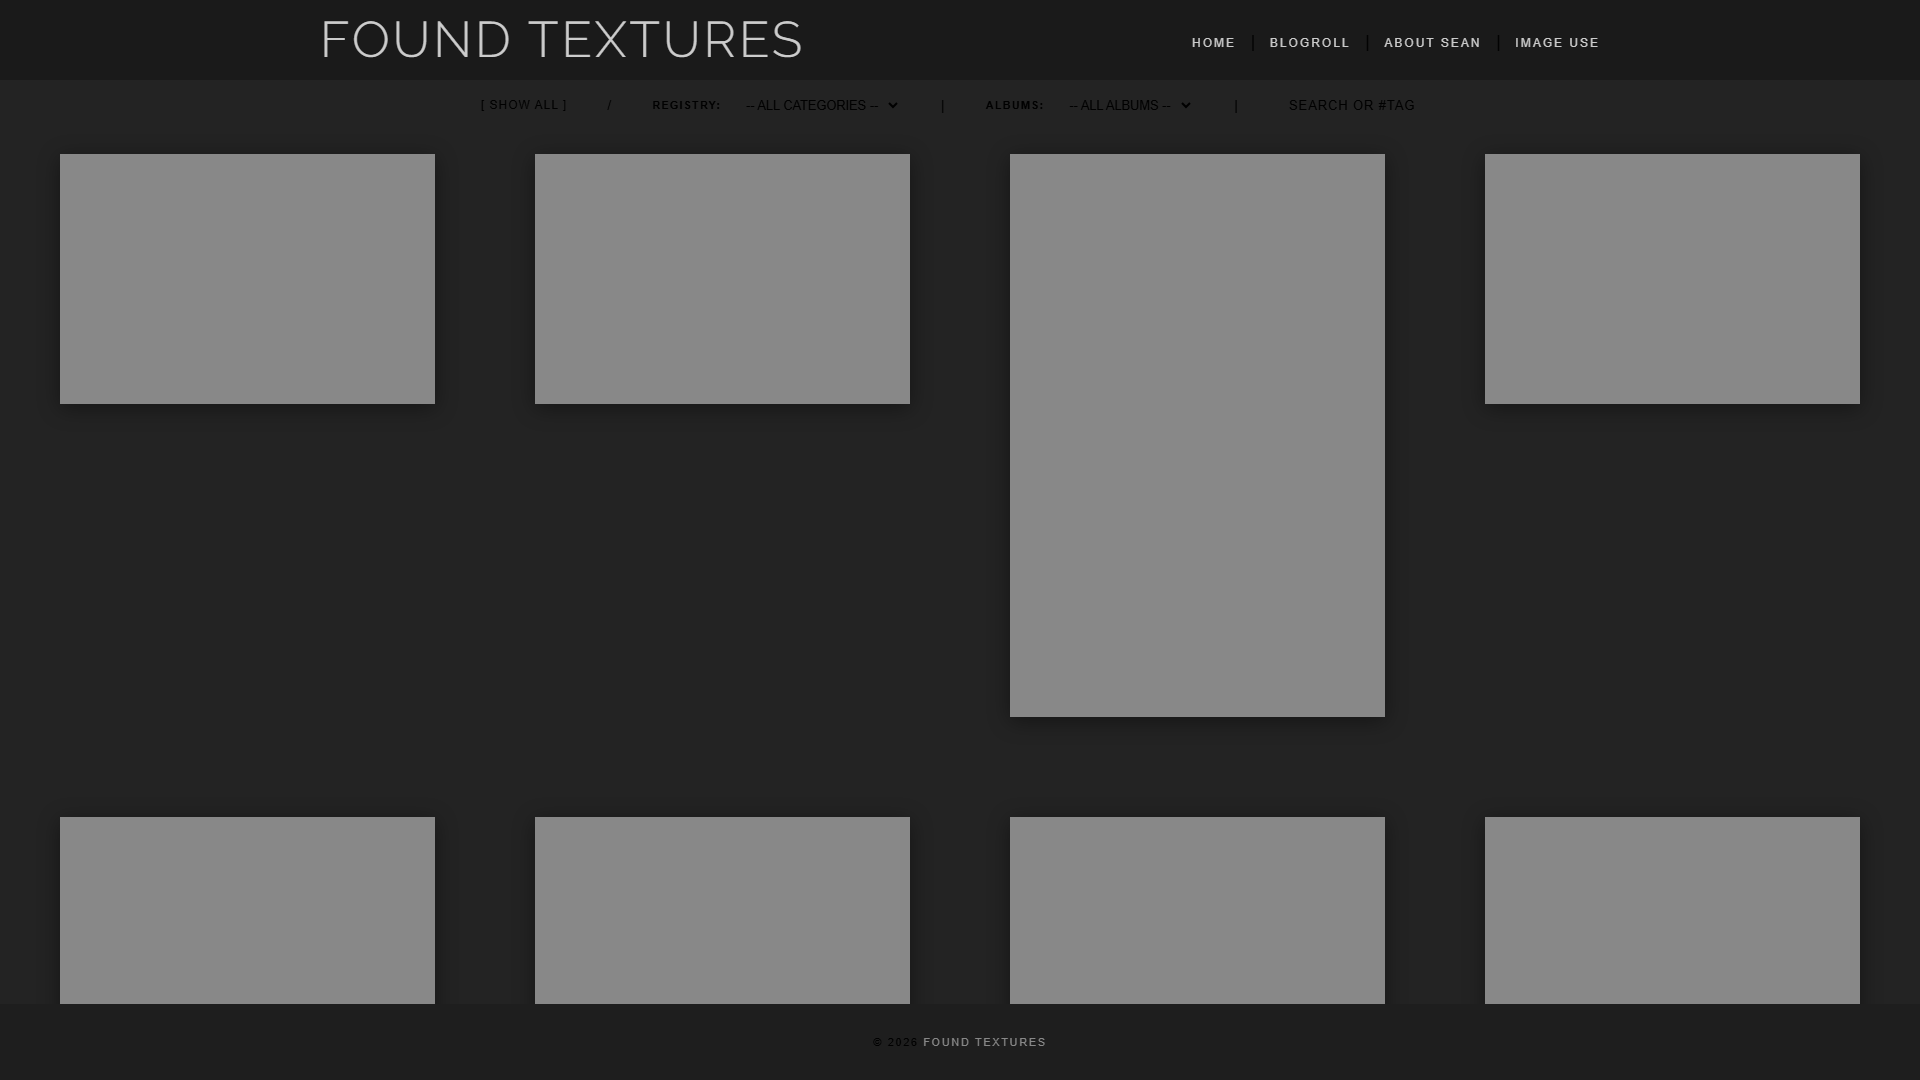 FOUND TEXTURES
HOME | BLOGROLL | ABOUT SEAN | IMAGE USE
[ SHOW ALL ] / REGISTRY: -- ALL CATEGORIES -- | ALBUMS: -- ALL ALBUMS -- | SEARCH OR #TAG
© 2026 FOUND TEXTURES